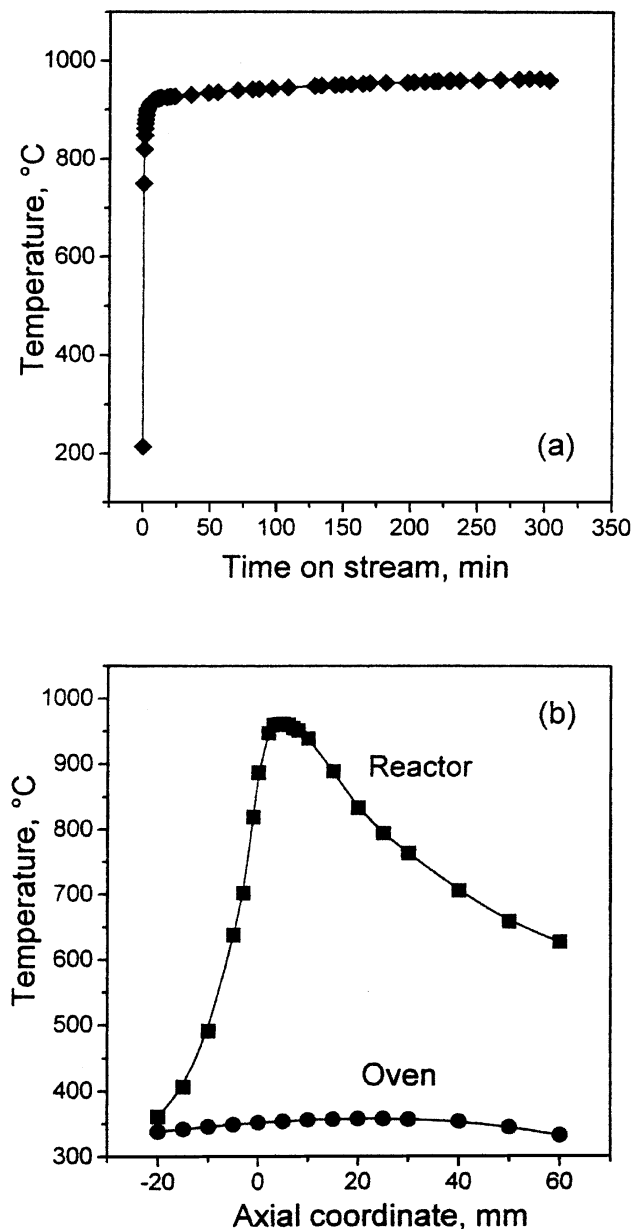 1000
800
600
400
200
Temperature, °C
(a)
0 50 100 150 200 250 300 350
Time on stream, min
1000
900
800
700
600
500
400
300
Temperature, °C
(b)
Reactor
Oven
-20 0 20 40 60
Axial coordinate, mm